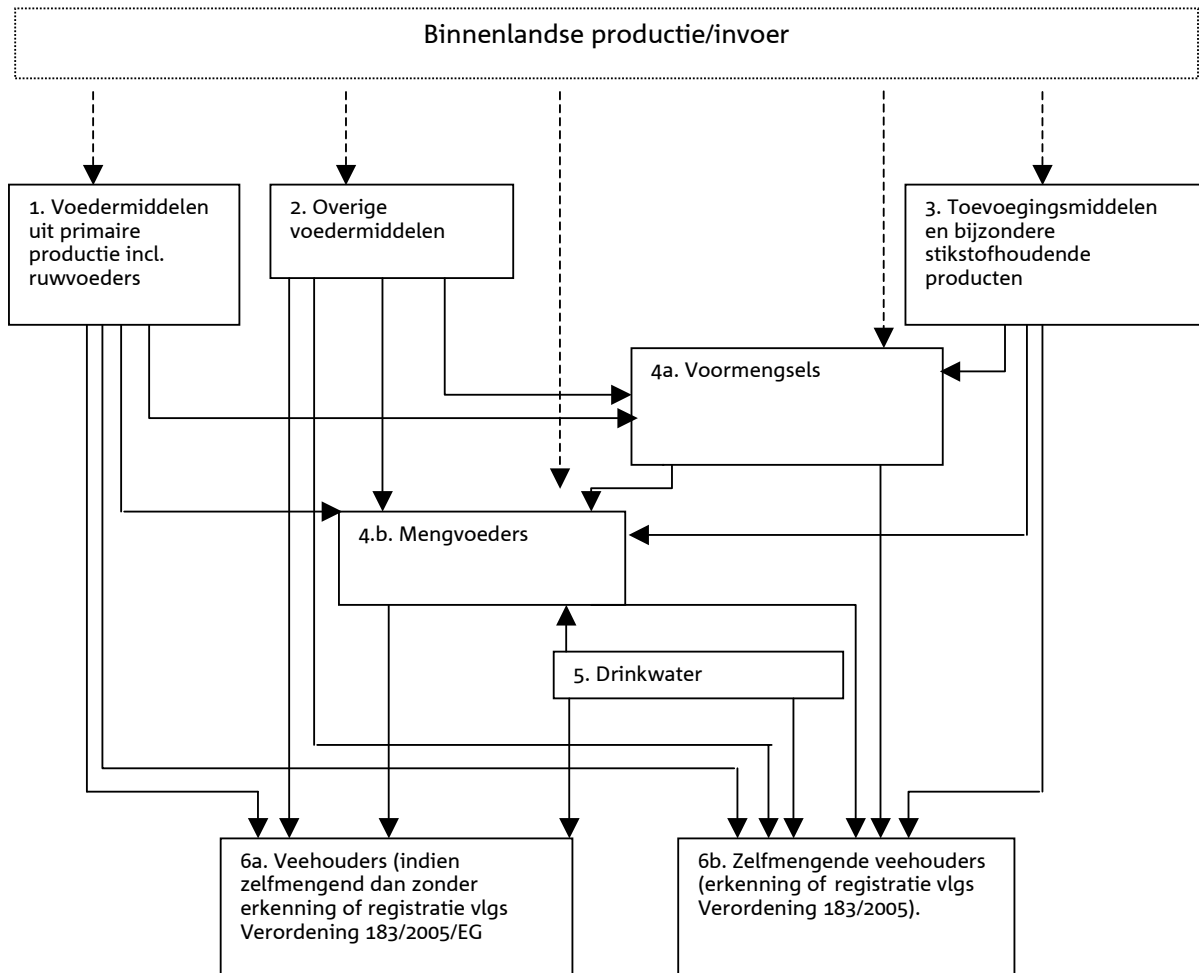 Binnenlandse productie/invoer
1. Voedermiddelen
uit primaire
productie incl.
ruwvoeders
2. Overige
voedermiddelen
3. Toevoegingsmiddelen
en bijzondere
stikstofhoudende
producten
4a. Voormengsels
4.b. Mengvoeders
5. Drinkwater
6a. Veehouders (indien
zelfmengend dan zonder
erkenning of registratie vlgs
Verordening 183/2005/EG
6b. Zelfmengende veehouders
(erkenning of registratie vlgs
Verordening 183/2005).